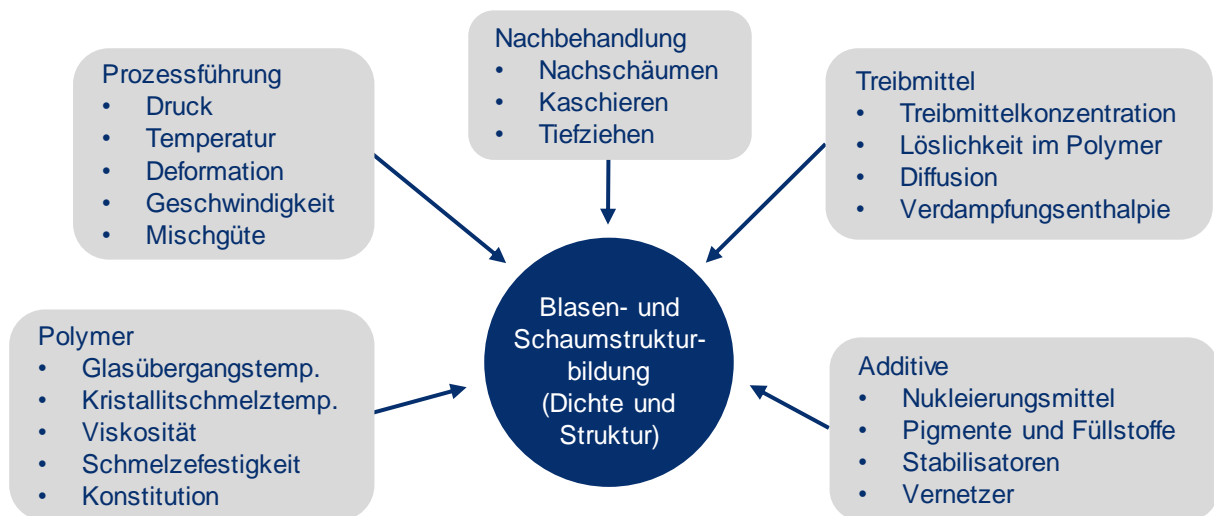 Nachbehandlung
• Nachschäumen
• Kaschieren
• Tiefziehen
Prozessführung
• Druck
• Temperatur
• Deformation
• Geschwindigkeit
• Mischgüte
Treibmittel
• Treibmittelkonzentration
• Löslichkeit im Polymer
• Diffusion
• Verdampfungsenthalpie
Blasen- und
Schaumstruktur-
bildung
(Dichte und
Struktur)
Polymer
• Glasübergangstemp.
• Kristallitschmelztemp.
• Viskosität
• Schmelzefestigkeit
• Konstitution
Additive
• Nukleierungsmittel
• Pigmente und Füllstoffe
• Stabilisatoren
• Vernetzer